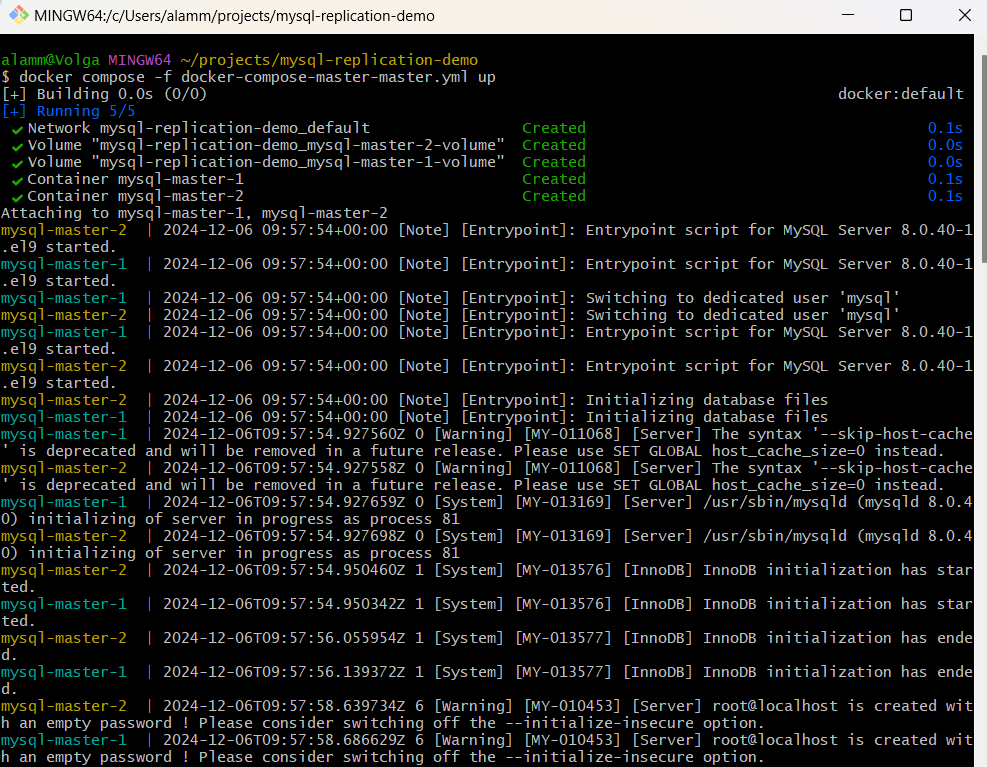 MINGW64:/c/Users/alamm/projects/mysql-replication-demo
alamm@Volga MINGW64 ~/projects/mysql-replication-demo
$ docker compose -f docker-compose-master-master.yml up
[+] Building 0.0s (0/0) docker:default
[+] Running 5/5
✔ Network mysql-replication-demo_default Created 0.1s
✔ Volume "mysql-replication-demo_mysql-master-2-volume" Created 0.0s
✔ Volume "mysql-replication-demo_mysql-master-1-volume" Created 0.0s
✔ Container mysql-master-1 Created 0.1s
✔ Container mysql-master-2 Created 0.1s
Attaching to mysql-master-1, mysql-master-2
mysql-master-2 | 2024-12-06 09:57:54+00:00 [Note] [Entrypoint]: Entrypoint script for MySQL Server 8.0.40-1
.el9 started.
mysql-master-1 | 2024-12-06 09:57:54+00:00 [Note] [Entrypoint]: Entrypoint script for MySQL Server 8.0.40-1
.el9 started.
mysql-master-1 | 2024-12-06 09:57:54+00:00 [Note] [Entrypoint]: Switching to dedicated user 'mysql'
mysql-master-2 | 2024-12-06 09:57:54+00:00 [Note] [Entrypoint]: Switching to dedicated user 'mysql'
mysql-master-1 | 2024-12-06 09:57:54+00:00 [Note] [Entrypoint]: Entrypoint script for MySQL Server 8.0.40-1
.el9 started.
mysql-master-2 | 2024-12-06 09:57:54+00:00 [Note] [Entrypoint]: Entrypoint script for MySQL Server 8.0.40-1
.el9 started.
mysql-master-2 | 2024-12-06 09:57:54+00:00 [Note] [Entrypoint]: Initializing database files
mysql-master-1 | 2024-12-06 09:57:54+00:00 [Note] [Entrypoint]: Initializing database files
mysql-master-1 | 2024-12-06T09:57:54.927560Z 0 [Warning] [MY-011068] [Server] The syntax '--skip-host-cache
' is deprecated and will be removed in a future release. Please use SET GLOBAL host_cache_size=0 instead.
mysql-master-2 | 2024-12-06T09:57:54.927558Z 0 [Warning] [MY-011068] [Server] The syntax '--skip-host-cache
' is deprecated and will be removed in a future release. Please use SET GLOBAL host_cache_size=0 instead.
mysql-master-1 | 2024-12-06T09:57:54.927659Z 0 [System] [MY-013169] [Server] /usr/sbin/mysqld (mysqld 8.0.4
0) initializing of server in progress as process 81
mysql-master-2 | 2024-12-06T09:57:54.927698Z 0 [System] [MY-013169] [Server] /usr/sbin/mysqld (mysqld 8.0.4
0) initializing of server in progress as process 81
mysql-master-2 | 2024-12-06T09:57:54.950460Z 1 [System] [MY-013576] [InnoDB] InnoDB initialization has star
ted.
mysql-master-1 | 2024-12-06T09:57:54.950342Z 1 [System] [MY-013576] [InnoDB] InnoDB initialization has star
ted.
mysql-master-2 | 2024-12-06T09:57:56.055954Z 1 [System] [MY-013577] [InnoDB] InnoDB initialization has ende
d.
mysql-master-1 | 2024-12-06T09:57:56.139372Z 1 [System] [MY-013577] [InnoDB] InnoDB initialization has ende
d.
mysql-master-2 | 2024-12-06T09:57:58.639734Z 6 [Warning] [MY-010453] [Server] root@localhost is created wit
h an empty password ! Please consider switching off the --initialize-insecure option.
mysql-master-1 | 2024-12-06T09:57:58.686629Z 6 [Warning] [MY-010453] [Server] root@localhost is created wit
h an empty password ! Please consider switching off the --initialize-insecure option.